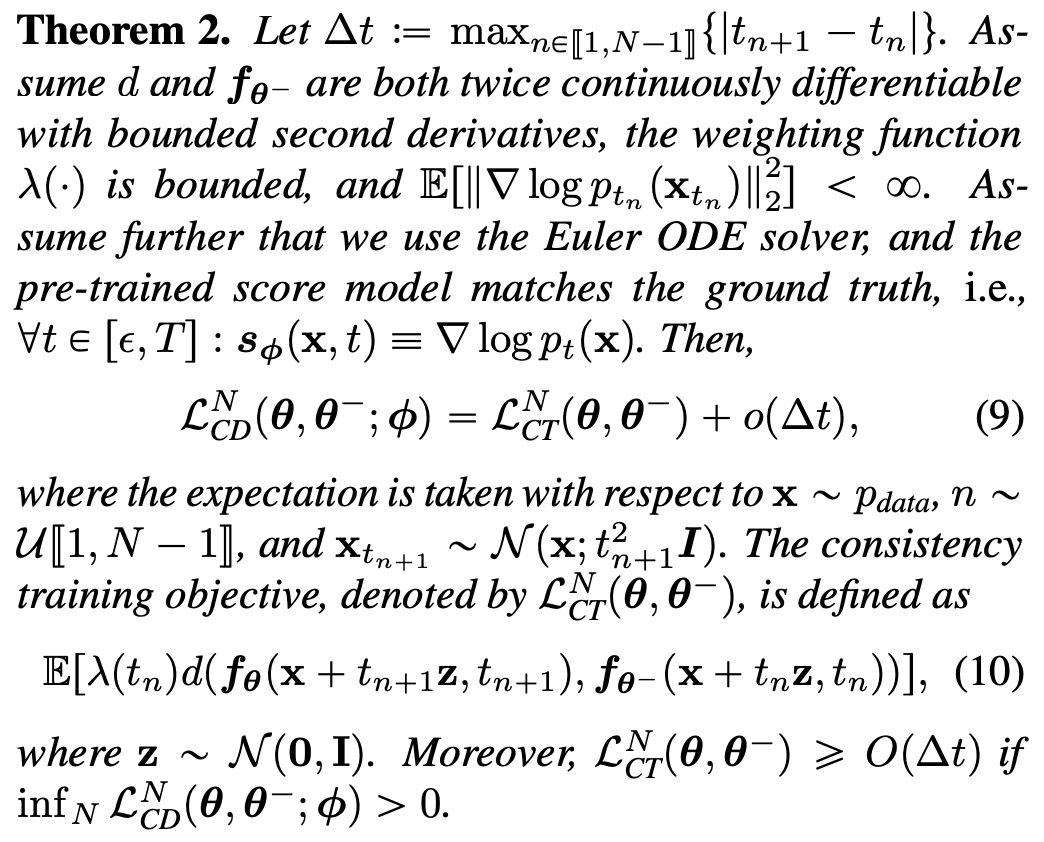 Theorem 2. Let Δt := max_{n∈⟦1,N−1⟧}{|t_{n+1} − t_n|}. As-
sume d and f_{θ⁻} are both twice continuously differentiable
with bounded second derivatives, the weighting function
λ(·) is bounded, and 𝔼[‖∇ log p_{t_n}(x_{t_n})‖₂²] < ∞. As-
sume further that we use the Euler ODE solver, and the
pre-trained score model matches the ground truth, i.e.,
∀t ∈ [ϵ, T] : s_ϕ(x, t) ≡ ∇ log p_t(x). Then,
ℒ_{CD}^N(θ, θ⁻; ϕ) = ℒ_{CT}^N(θ, θ⁻) + o(Δt), (9)
where the expectation is taken with respect to x ∼ p_{data}, n ∼
𝒰⟦1, N − 1⟧, and x_{t_{n+1}} ∼ 𝒩(x; t_{n+1}² I). The consistency
training objective, denoted by ℒ_{CT}^N(θ, θ⁻), is defined as
𝔼[λ(t_n)d(f_θ(x + t_{n+1}z, t_{n+1}), f_{θ⁻}(x + t_n z, t_n))], (10)
where z ∼ 𝒩(0, I). Moreover, ℒ_{CT}^N(θ, θ⁻) ⩾ O(Δt) if
inf_N ℒ_{CD}^N(θ, θ⁻; ϕ) > 0.